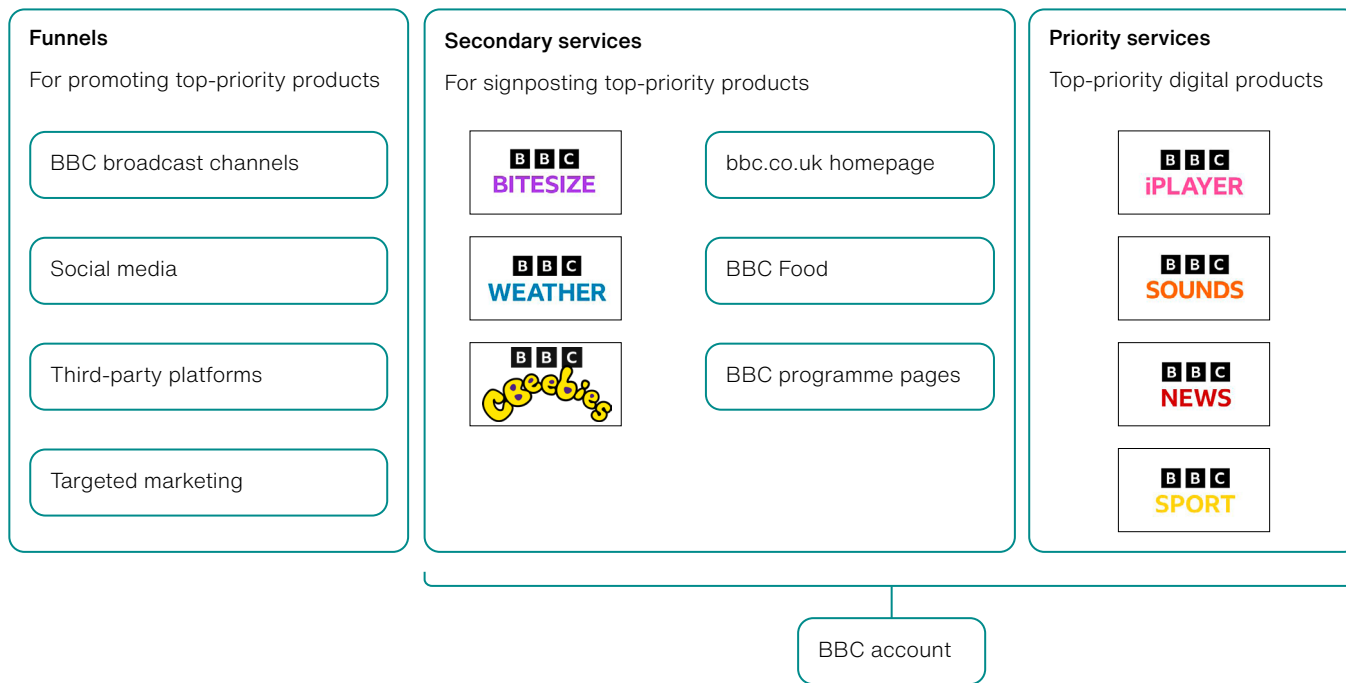 Funnels
For promoting top-priority products
BBC broadcast channels
Social media
Third-party platforms
Targeted marketing
Secondary services
For signposting top-priority products
BBC
BITESIZE
BBC
WEATHER
BBC
CBeebies
bbc.co.uk homepage
BBC Food
BBC programme pages
Priority services
Top-priority digital products
BBC
iPLAYER
BBC
SOUNDS
BBC
NEWS
BBC
SPORT
BBC account